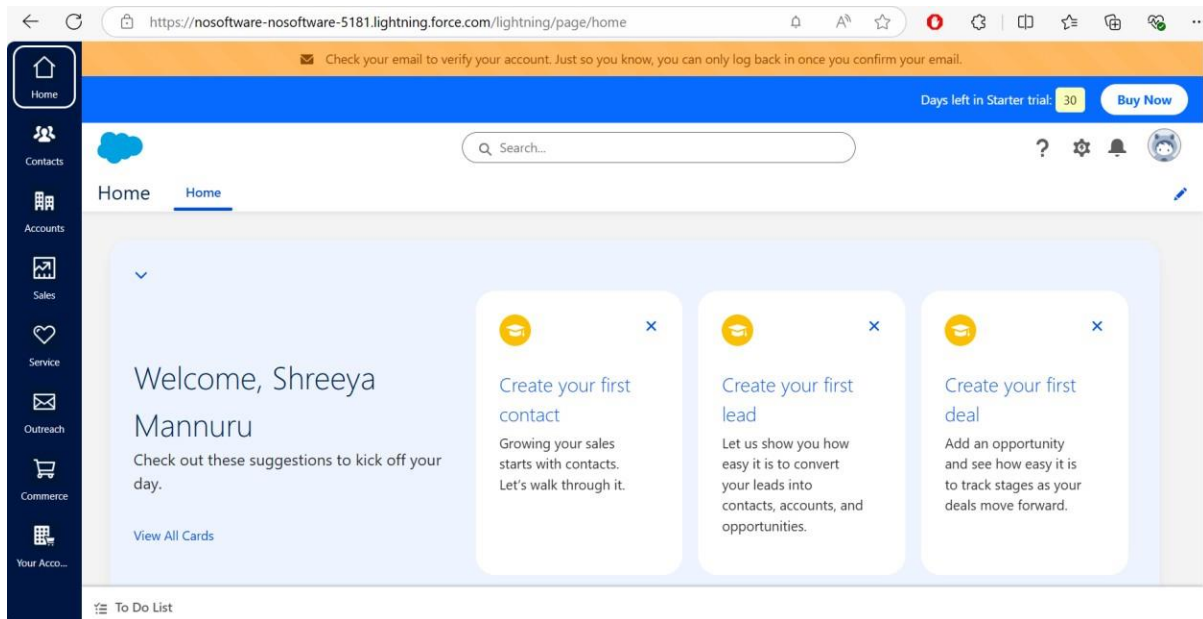 https://nosoftware-nosoftware-5181.lightning.force.com/lightning/page/home
Check your email to verify your account. Just so you know, you can only log back in once you confirm your email.
Days left in Starter trial: 30 Buy Now
Home
Contacts
Accounts
Sales
Service
Outreach
Commerce
Your Acco...
Search...
Home Home
Welcome, Shreeya
Mannuru
Check out these suggestions to kick off your
day.
View All Cards
Create your first
contact
Growing your sales
starts with contacts.
Let's walk through it.
Create your first
lead
Let us show you how
easy it is to convert
your leads into
contacts, accounts, and
opportunities.
Create your first
deal
Add an opportunity
and see how easy it is
to track stages as your
deals move forward.
To Do List